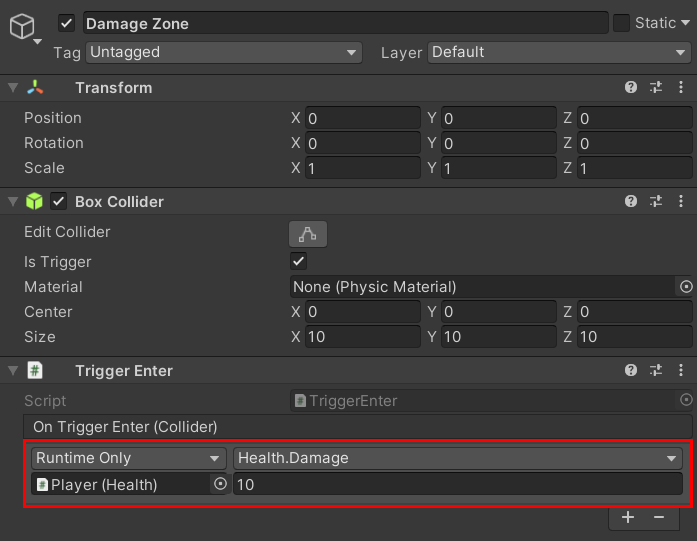 Damage Zone Static
Tag Untagged Layer Default
Transform
Position X 0 Y 0 Z 0
Rotation X 0 Y 0 Z 0
Scale X 1 Y 1 Z 1
Box Collider
Edit Collider
Is Trigger
Material None (Physic Material)
Center X 0 Y 0 Z 0
Size X 10 Y 10 Z 10
# Trigger Enter
Script # TriggerEnter
On Trigger Enter (Collider)
Runtime Only Health.Damage
# Player (Health) 10
+ −